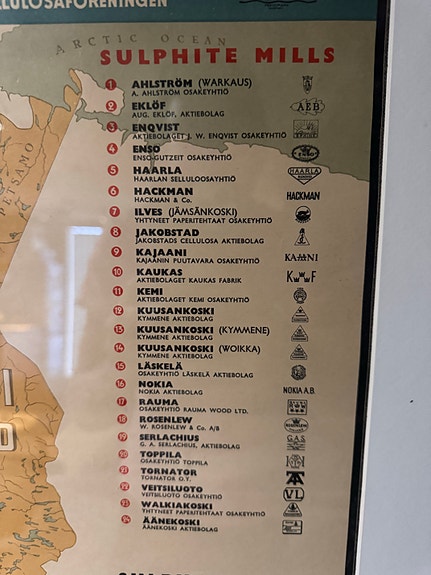 LULOSAFÖRENINGEN
ARCTIC OCEAN
SULPHITE MILLS
PETSAMO
1 AHLSTRÖM (WARKAUS)
A. AHLSTRÖM OSAKEYHTIÖ
2 EKLÖF
AUG. EKLÖF, AKTIEBOLAG
AEB
3 ENQVIST
AKTIEBOLAGET J. W. ENQVIST OSAKEYHTIÖ
4 ENSO
ENSO-GUTZEIT OSAKEYHTIÖ
ENSO
5 HAARLA
HAARLAN SELLULOOSAYHTIÖ
HAARLA
6 HACKMAN
HACKMAN & Co.
HACKMAN
7 ILVES (JÄMSÄNKOSKI)
YHTYNEET PAPERITEHTAAT OSAKEYHTIÖ
8 JAKOBSTAD
JAKOBSTADS CELLULOSA AKTIEBOLAG
9 KAJAANI
KAJAANIN PUUTAVARA OSAKEYHTIÖ
KAJAANI
10 KAUKAS
AKTIEBOLAGET KAUKAS FABRIK
K W F
11 KEMI
AKTIEBOLAGET KEMI OSAKEYHTIÖ
12 KUUSANKOSKI
KYMMENE AKTIEBOLAG
13 KUUSANKOSKI (KYMMENE)
KYMMENE AKTIEBOLAG
14 KUUSANKOSKI (WOIKKA)
KYMMENE AKTIEBOLAG
15 LÄSKELÄ
OSAKEYHTIÖ LÄSKELÄ AKTIEBOLAG
16 NOKIA
NOKIA AKTIEBOLAG
NOKIA A.B.
17 RAUMA
OSAKEYHTIÖ RAUMA WOOD LTD.
18 ROSENLEW
W. ROSENLEW & Co. A/B
ROSENLEW
19 SERLACHIUS
G. A. SERLACHIUS, AKTIEBOLAG
G.A.S.
20 TOPPILA
OSAKEYHTIÖ TOPPILA
21 TORNATOR
TORNATOR O.Y.
22 VEITSILUOTO
VEITSILUOTO OSAKEYHTIÖ
VL
23 WALKIAKOSKI
YHTYNEET PAPERITEHTAAT OSAKEYHTIÖ
24 ÄÄNEKOSKI
ÄÄNEKOSKI AKTIEBOLAG